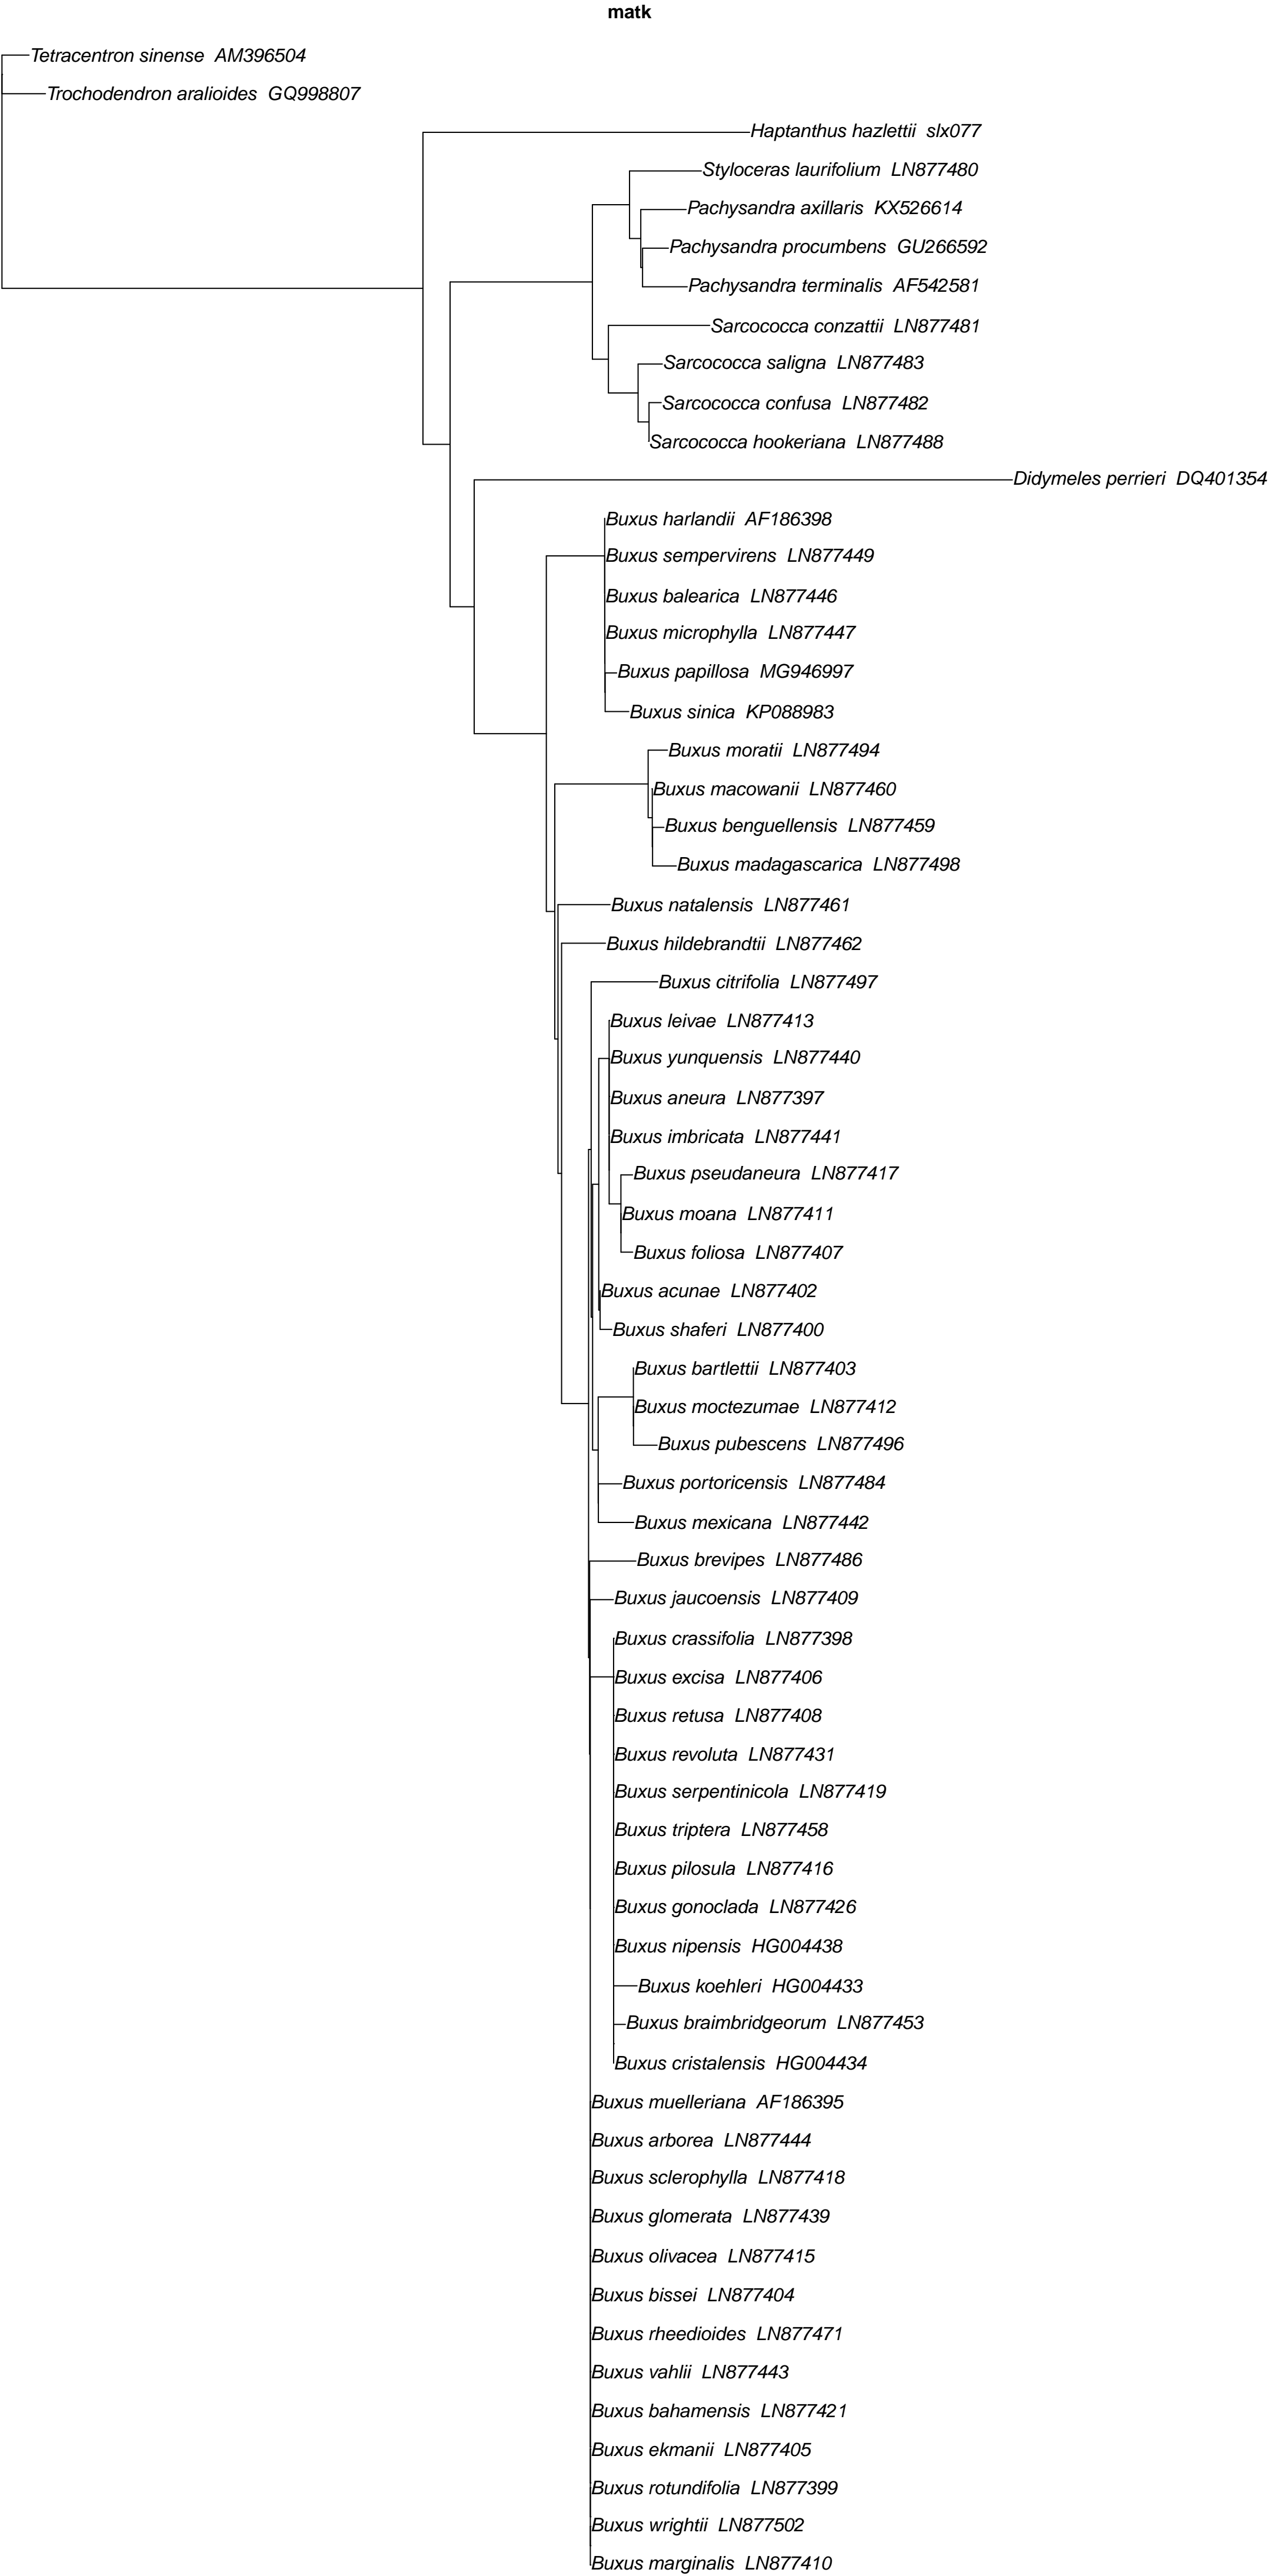 matk
Tetracentron sinense AM396504
Trochodendron aralioides GQ998807
Haptanthus hazlettii slx077
Styloceras laurifolium LN877480
Pachysandra axillaris KX526614
Pachysandra procumbens GU266592
Pachysandra terminalis AF542581
Sarcococca conzattii LN877481
Sarcococca saligna LN877483
Sarcococca confusa LN877482
Sarcococca hookeriana LN877488
Didymeles perrieri DQ401354
Buxus harlandii AF186398
Buxus sempervirens LN877449
Buxus balearica LN877446
Buxus microphylla LN877447
Buxus papillosa MG946997
Buxus sinica KP088983
Buxus moratii LN877494
Buxus macowanii LN877460
Buxus benguellensis LN877459
Buxus madagascarica LN877498
Buxus natalensis LN877461
Buxus hildebrandtii LN877462
Buxus citrifolia LN877497
Buxus leivae LN877413
Buxus yunquensis LN877440
Buxus aneura LN877397
Buxus imbricata LN877441
Buxus pseudaneura LN877417
Buxus moana LN877411
Buxus foliosa LN877407
Buxus acunae LN877402
Buxus shaferi LN877400
Buxus bartlettii LN877403
Buxus moctezumae LN877412
Buxus pubescens LN877496
Buxus portoricensis LN877484
Buxus mexicana LN877442
Buxus brevipes LN877486
Buxus jaucoensis LN877409
Buxus crassifolia LN877398
Buxus excisa LN877406
Buxus retusa LN877408
Buxus revoluta LN877431
Buxus serpentinicola LN877419
Buxus triptera LN877458
Buxus pilosula LN877416
Buxus gonoclada LN877426
Buxus nipensis HG004438
Buxus koehleri HG004433
Buxus braimbridgeorum LN877453
Buxus cristalensis HG004434
Buxus muelleriana AF186395
Buxus arborea LN877444
Buxus sclerophylla LN877418
Buxus glomerata LN877439
Buxus olivacea LN877415
Buxus bissei LN877404
Buxus rheedioides LN877471
Buxus vahlii LN877443
Buxus bahamensis LN877421
Buxus ekmanii LN877405
Buxus rotundifolia LN877399
Buxus wrightii LN877502
Buxus marginalis LN877410